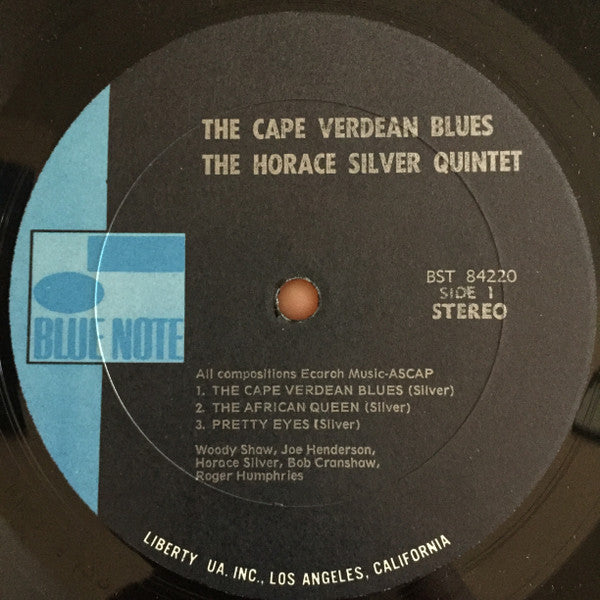 THE CAPE VERDEAN BLUES
THE HORACE SILVER QUINTET
BST 84220
SIDE 1
STEREO
BLUE NOTE
All compositions Ecaroh Music-ASCAP
1. THE CAPE VERDEAN BLUES (Silver)
2. THE AFRICAN QUEEN (Silver)
3. PRETTY EYES (Silver)
Woody Shaw, Joe Henderson,
Horace Silver, Bob Cranshaw,
Roger Humphries
LIBERTY UA. INC., LOS ANGELES, CALIFORNIA